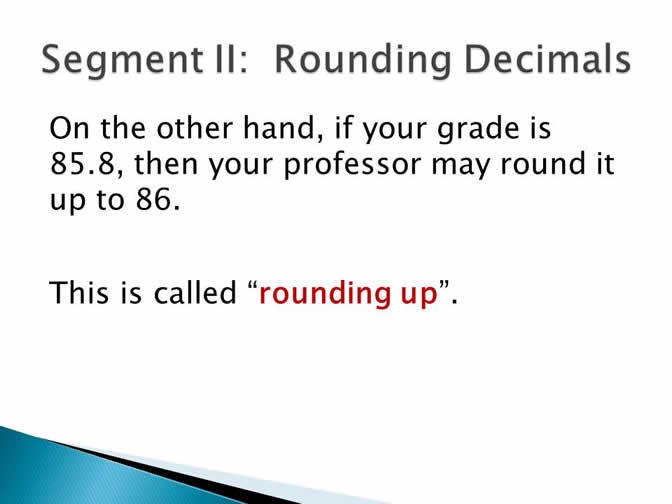 Segment II:  Rounding Decimals
On the other hand, if your grade is
85.8, then your professor may round it
up to 86.
This is called “rounding up”.